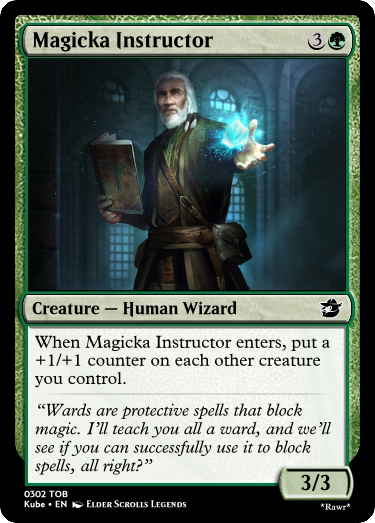 Magicka Instructor 3
Creature — Human Wizard
When Magicka Instructor enters, put a
+1/+1 counter on each other creature
you control.
“Wards are protective spells that block
magic. I’ll teach you all a ward, and we’ll
see if you can successfully use it to block
spells, all right?”
3/3
0302 TOB
Kube • EN Elder Scrolls Legends
*Rawr*